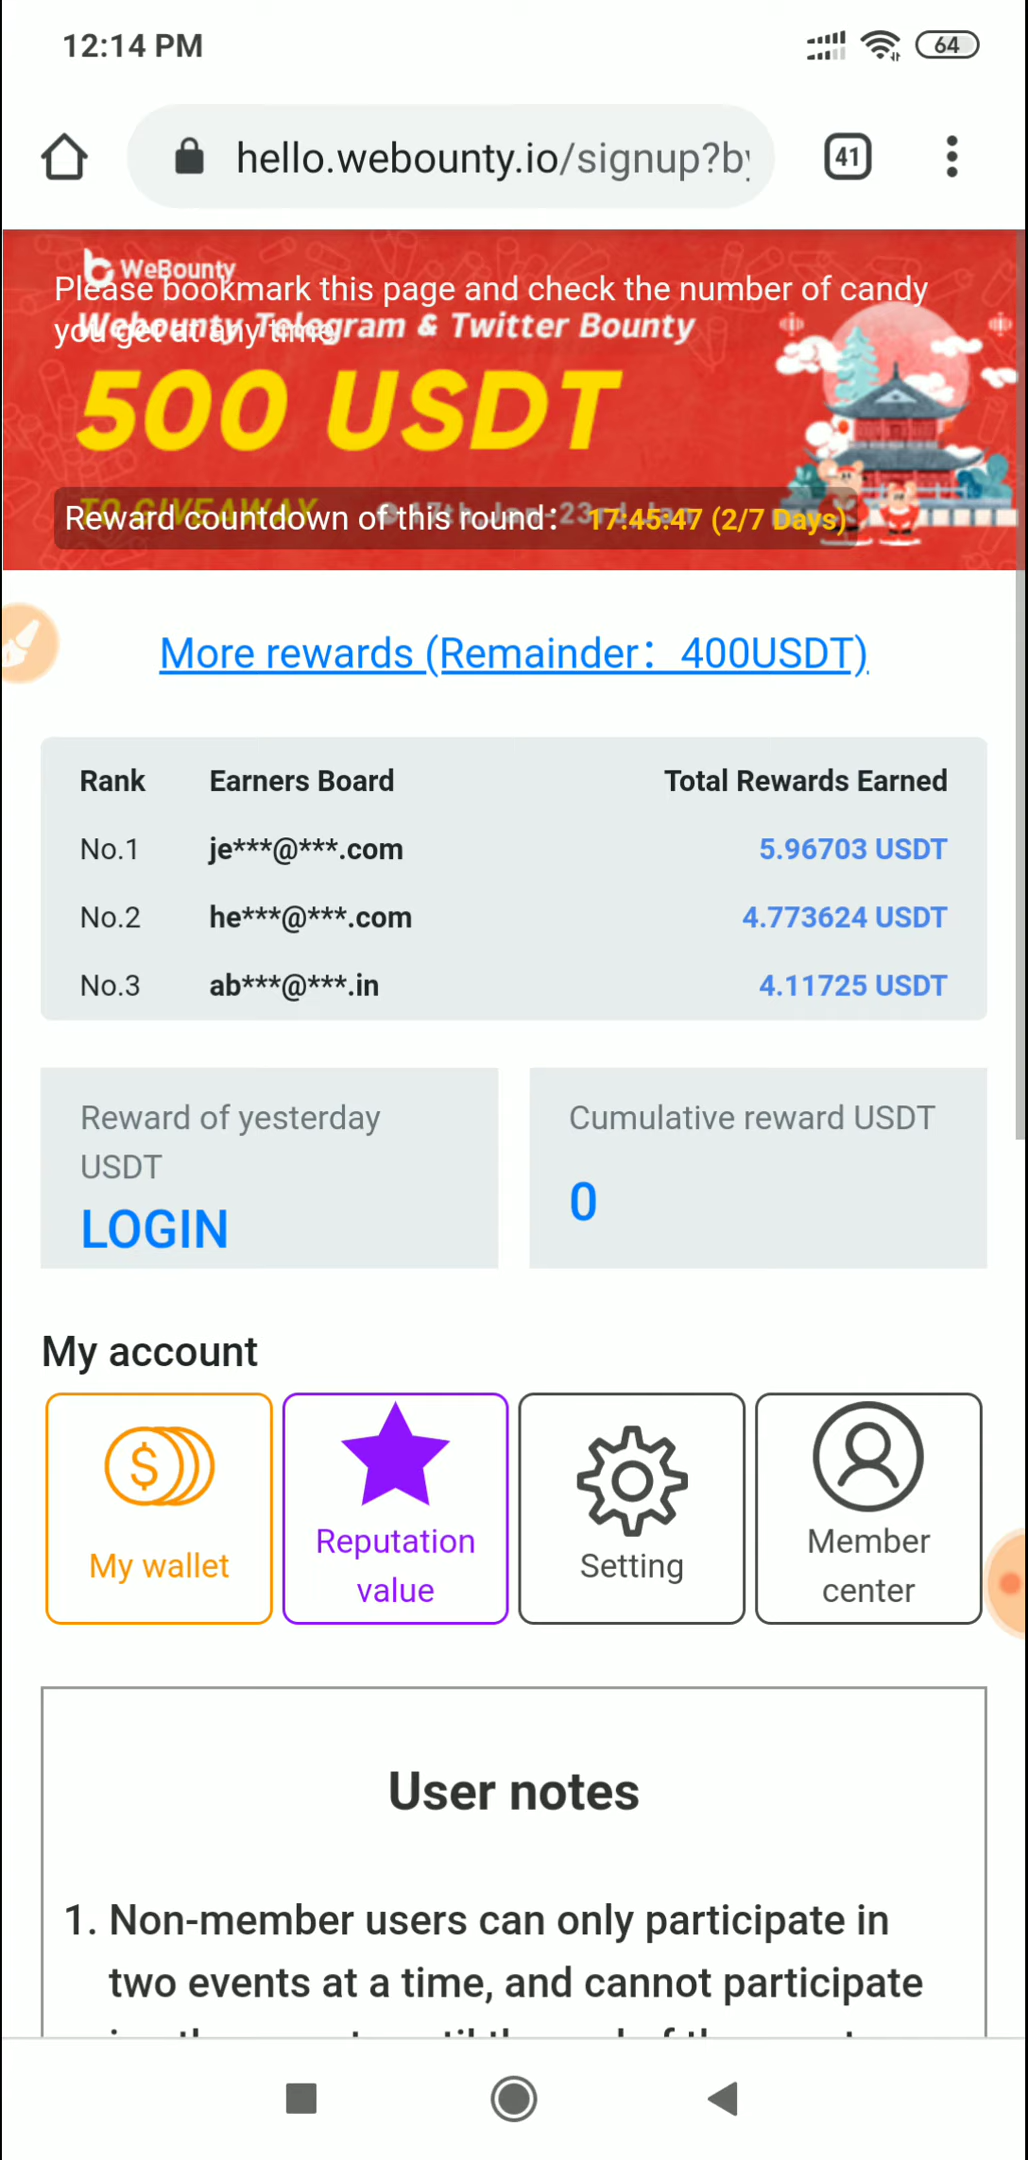 12:14 PM
64
hello.webounty.io/signup?by
41
WeBounty
Please bookmark this page and check the number of candy
you get at any time
Webounty Telegram & Twitter Bounty
500 USDT
TO GIVEAWAY
Reward countdown of this round： 17:45:47 (2/7 Days)
More rewards (Remainder：400USDT)
Rank Earners Board Total Rewards Earned
No.1 je***@***.com 5.96703 USDT
No.2 he***@***.com 4.773624 USDT
No.3 ab***@***.in 4.11725 USDT
Reward of yesterday
USDT
LOGIN
Cumulative reward USDT
0
My account
My wallet
Reputation
value
Setting
Member
center
User notes
1. Non-member users can only participate in
two events at a time, and cannot participate